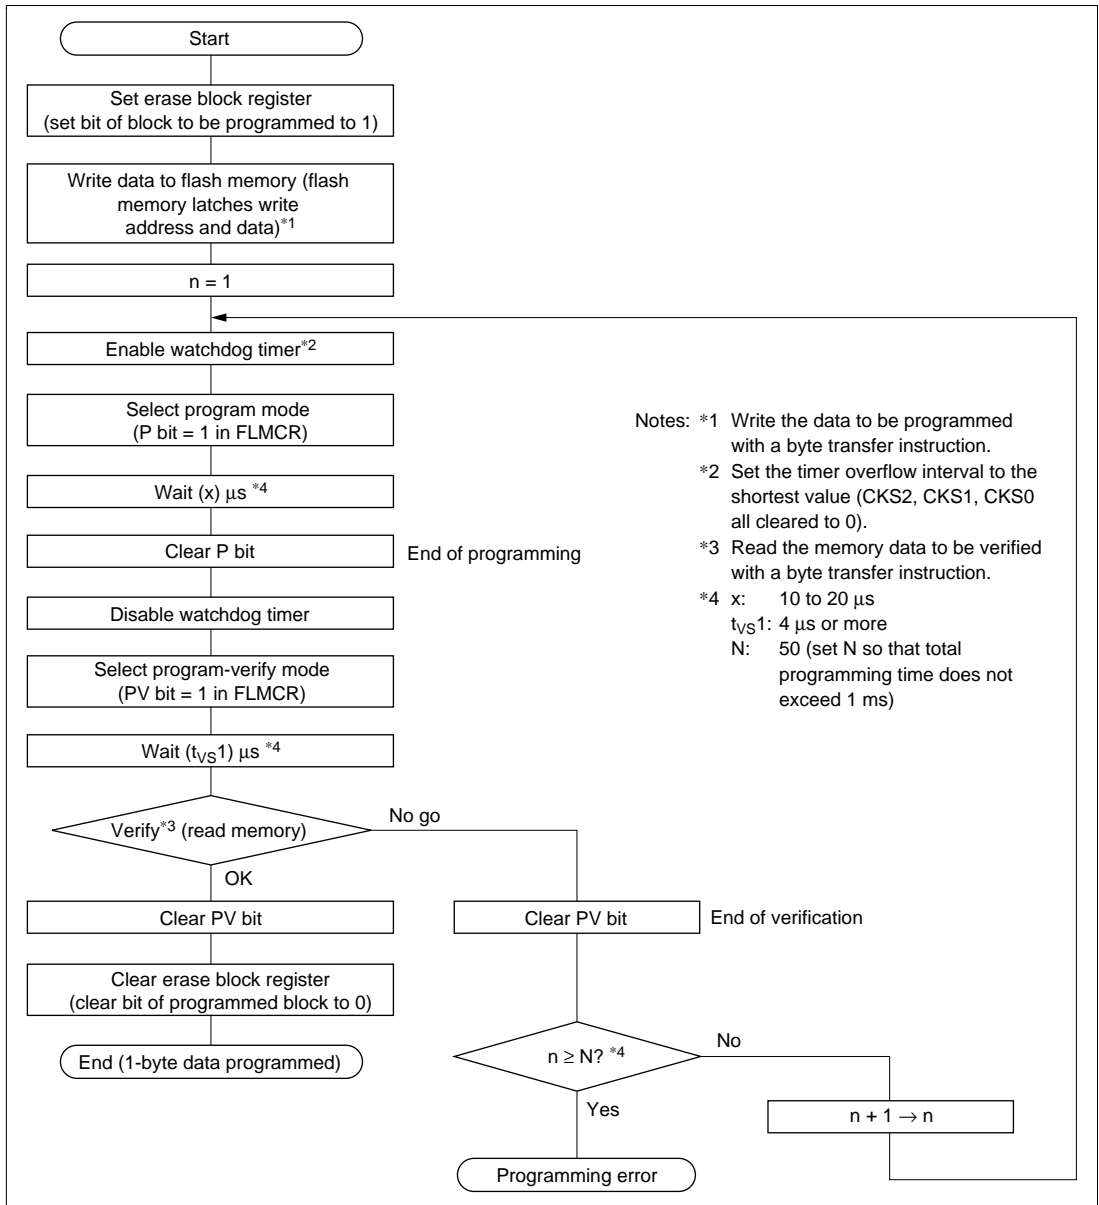 Start
Set erase block register
(set bit of block to be programmed to 1)
Write data to flash memory (flash
memory latches write
address and data)*1
n = 1
Enable watchdog timer*2
Select program mode
(P bit = 1 in FLMCR)
Wait (x) μs *4
Clear P bit
End of programming
Disable watchdog timer
Select program-verify mode
(PV bit = 1 in FLMCR)
Wait (tVS1) μs *4
Verify*3 (read memory)
No go
OK
Clear PV bit
Clear erase block register
(clear bit of programmed block to 0)
End (1-byte data programmed)
Clear PV bit
End of verification
n ≥ N? *4
No
Yes
n + 1 → n
Programming error
Notes: *1 Write the data to be programmed
with a byte transfer instruction.
*2 Set the timer overflow interval to the
shortest value (CKS2, CKS1, CKS0
all cleared to 0).
*3 Read the memory data to be verified
with a byte transfer instruction.
*4 x: 10 to 20 μs
tVS1: 4 μs or more
N: 50 (set N so that total
programming time does not
exceed 1 ms)